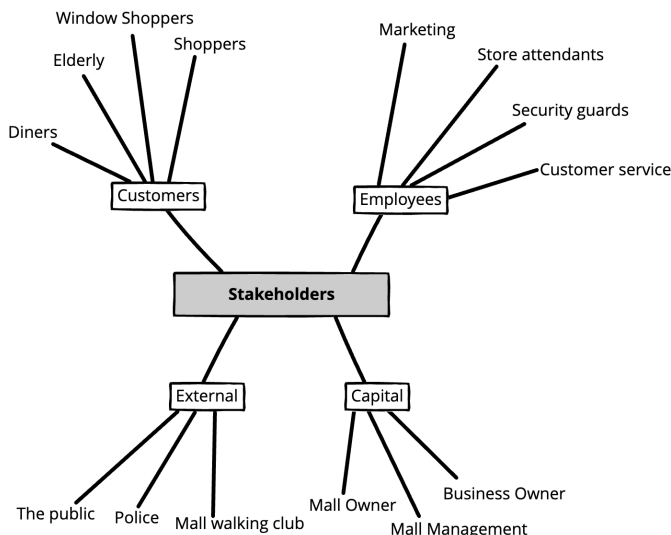 Window Shoppers
Shoppers
Elderly
Diners
Customers
Marketing
Store attendants
Security guards
Customer service
Employees
Stakeholders
External
The public
Police
Mall walking club
Capital
Mall Owner
Business Owner
Mall Management